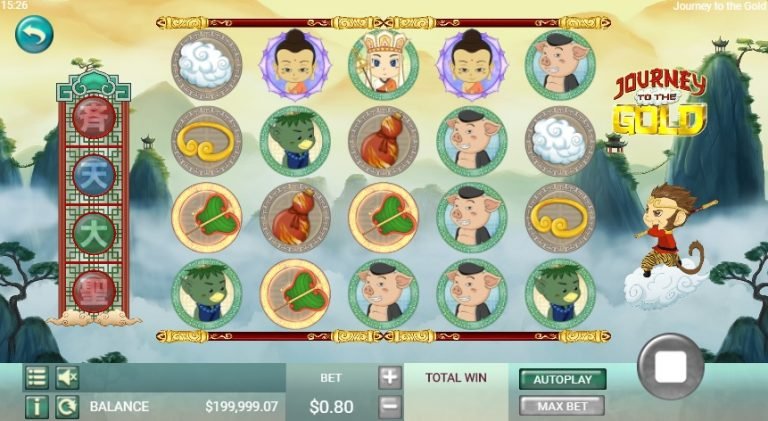 15:26
Journey to the Gold
JOURNEY
TO THE
GOLD
齊
天
大
聖
BET
TOTAL WIN
AUTOPLAY
BALANCE
$199,999.07
$0.80
MAX BET